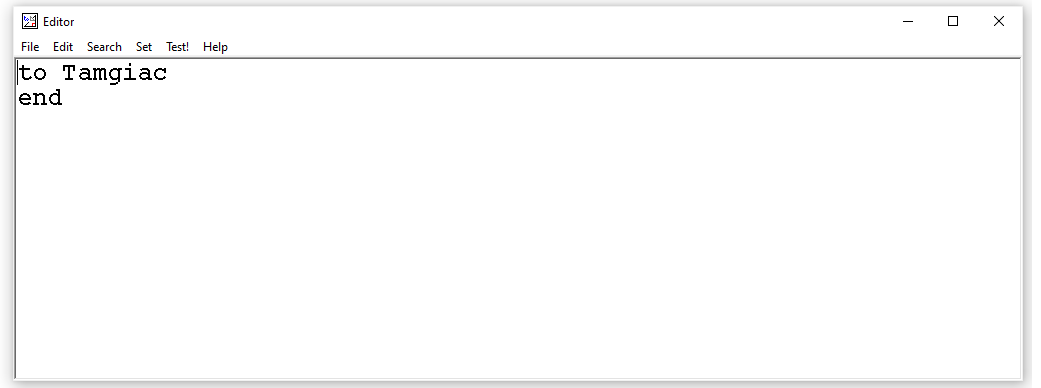 Editor
File Edit Search Set Test! Help
to Tamgiac
end